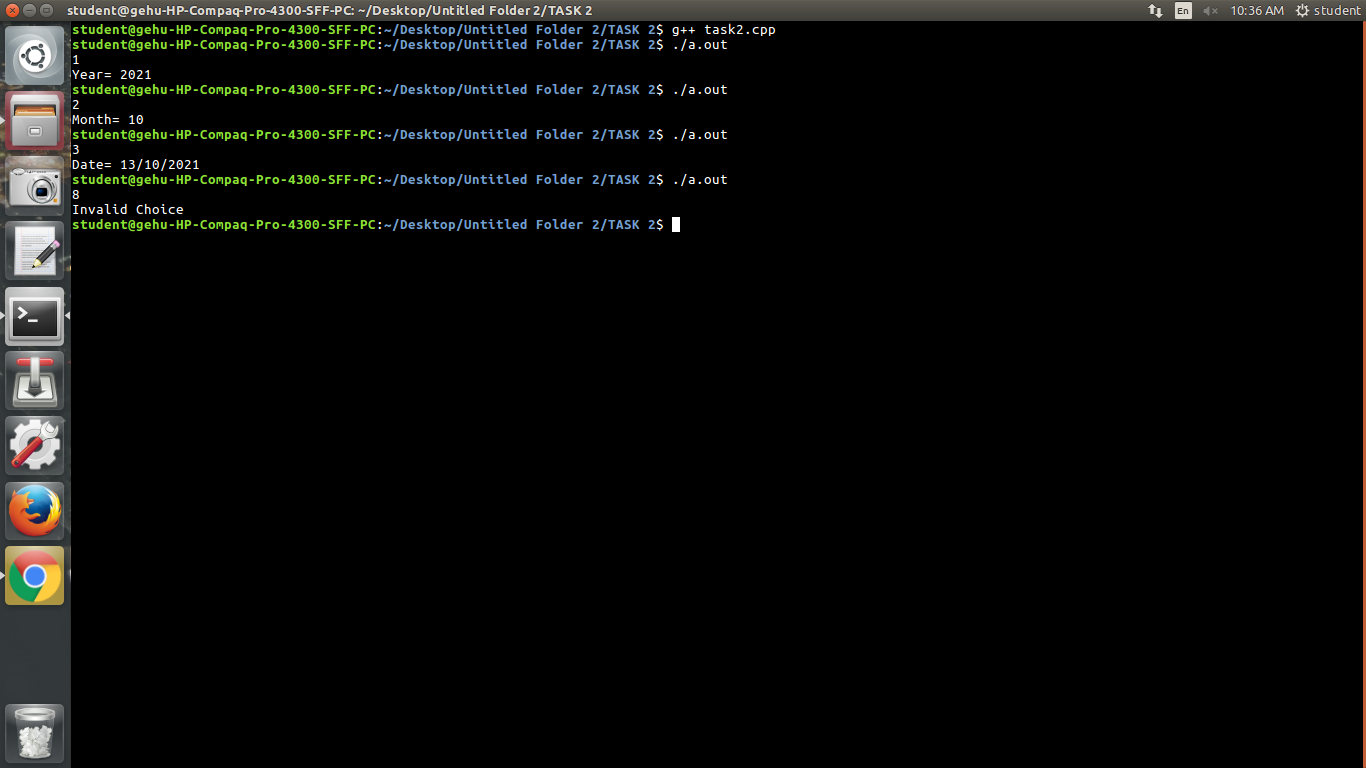 student@gehu-HP-Compaq-Pro-4300-SFF-PC: ~/Desktop/Untitled Folder 2/TASK 2
En
10:36 AM
student
student@gehu-HP-Compaq-Pro-4300-SFF-PC:~/Desktop/Untitled Folder 2/TASK 2$ g++ task2.cpp
student@gehu-HP-Compaq-Pro-4300-SFF-PC:~/Desktop/Untitled Folder 2/TASK 2$ ./a.out
1
Year= 2021
student@gehu-HP-Compaq-Pro-4300-SFF-PC:~/Desktop/Untitled Folder 2/TASK 2$ ./a.out
2
Month= 10
student@gehu-HP-Compaq-Pro-4300-SFF-PC:~/Desktop/Untitled Folder 2/TASK 2$ ./a.out
3
Date= 13/10/2021
student@gehu-HP-Compaq-Pro-4300-SFF-PC:~/Desktop/Untitled Folder 2/TASK 2$ ./a.out
8
Invalid Choice
student@gehu-HP-Compaq-Pro-4300-SFF-PC:~/Desktop/Untitled Folder 2/TASK 2$